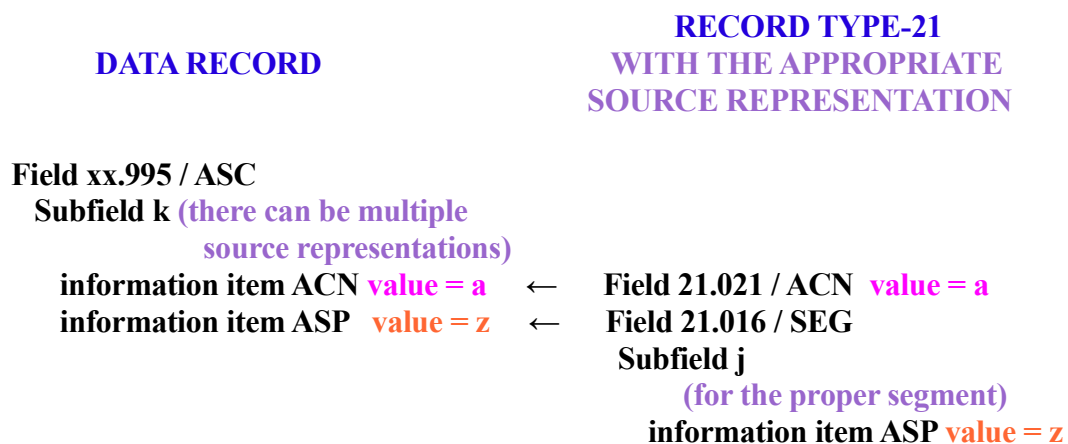 RECORD TYPE-21
DATA RECORD WITH THE APPROPRIATE
SOURCE REPRESENTATION
Field xx.995 / ASC
Subfield k (there can be multiple
source representations)
information item ACN value = a ← Field 21.021 / ACN value = a
information item ASP value = z ← Field 21.016 / SEG
Subfield j
(for the proper segment)
information item ASP value = z